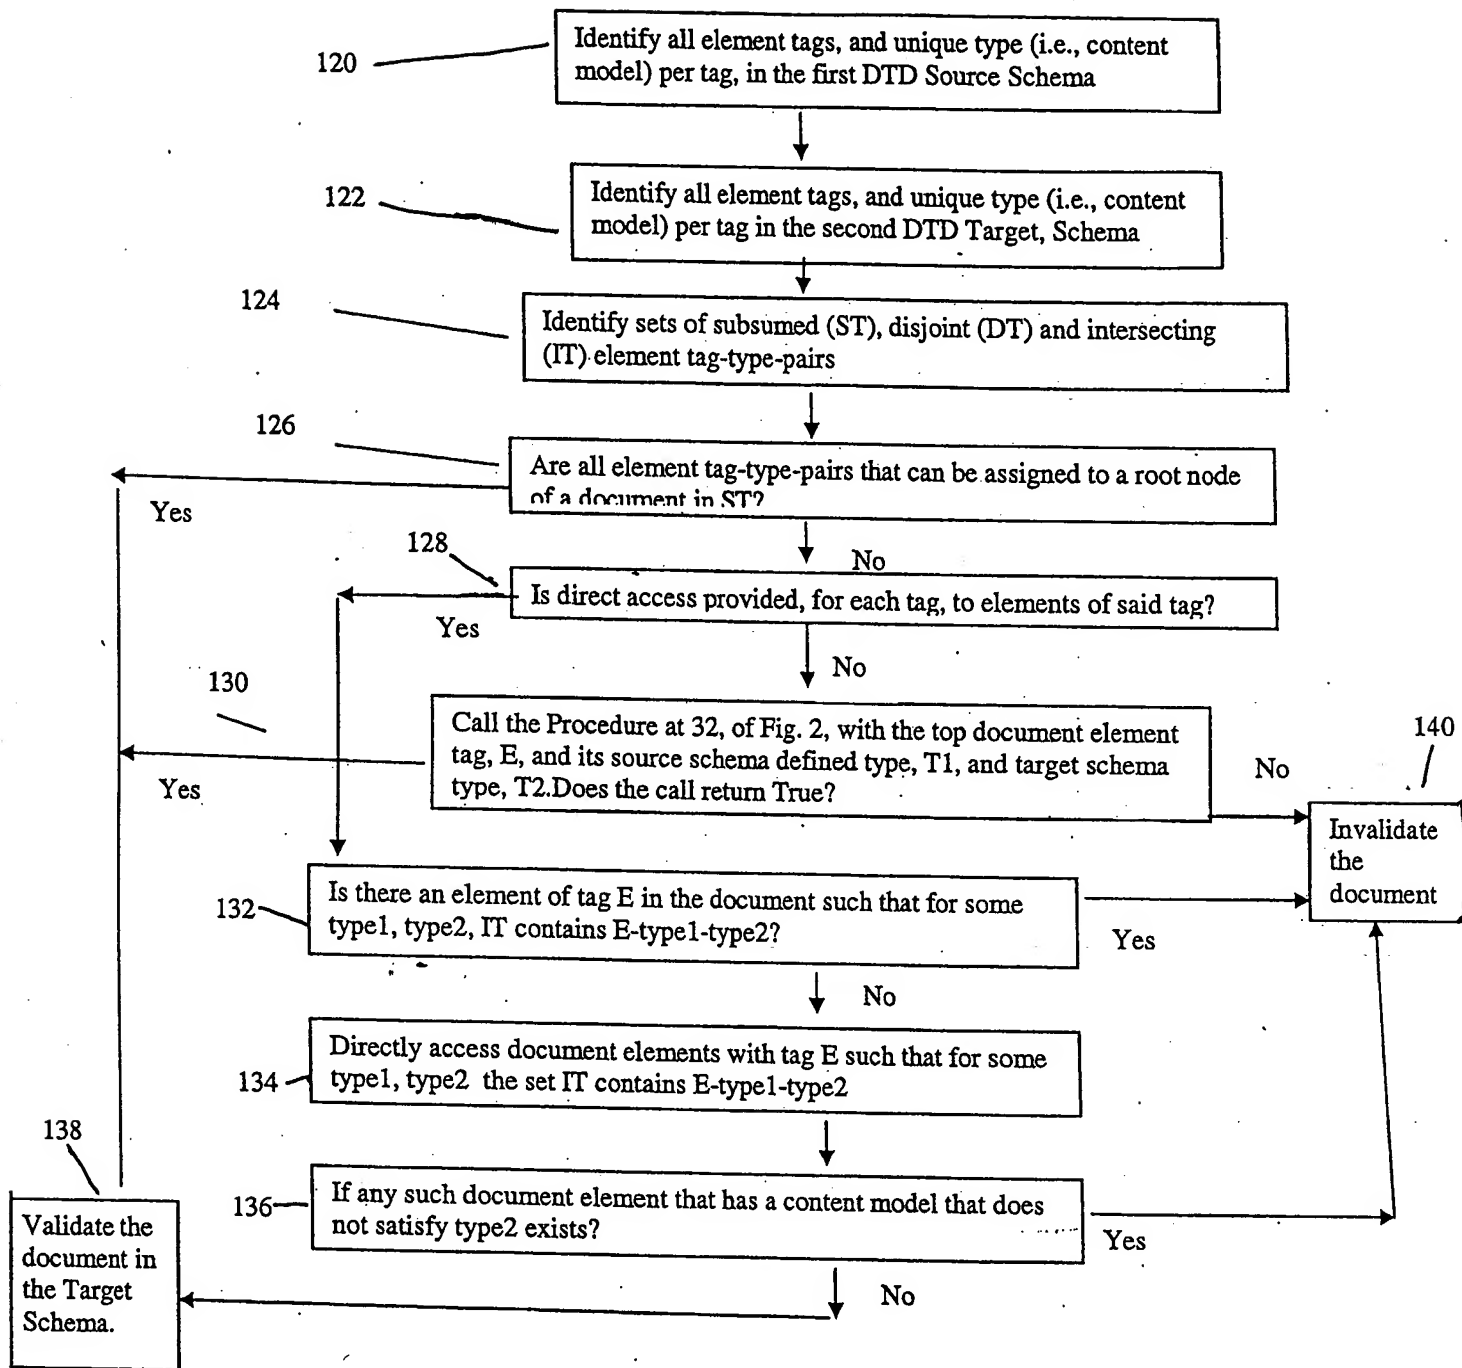 120
Identify all element tags, and unique type (i.e., content
model) per tag, in the first DTD Source Schema
122
Identify all element tags, and unique type (i.e., content
model) per tag in the second DTD Target, Schema
124
Identify sets of subsumed (ST), disjoint (DT) and intersecting
(IT) element tag-type-pairs
126
Are all element tag-type-pairs that can be assigned to a root node
of a document in ST?
Yes
No
128
Is direct access provided, for each tag, to elements of said tag?
Yes
No
130
Call the Procedure at 32, of Fig. 2, with the top document element
tag, E, and its source schema defined type, T1, and target schema
type, T2.Does the call return True?
Yes
No
140
Invalidate
the
document
132
Is there an element of tag E in the document such that for some
type1, type2, IT contains E-type1-type2?
Yes
No
134
Directly access document elements with tag E such that for some
type1, type2 the set IT contains E-type1-type2
136
If any such document element that has a content model that does
not satisfy type2 exists?
Yes
No
138
Validate the
document in
the Target
Schema.